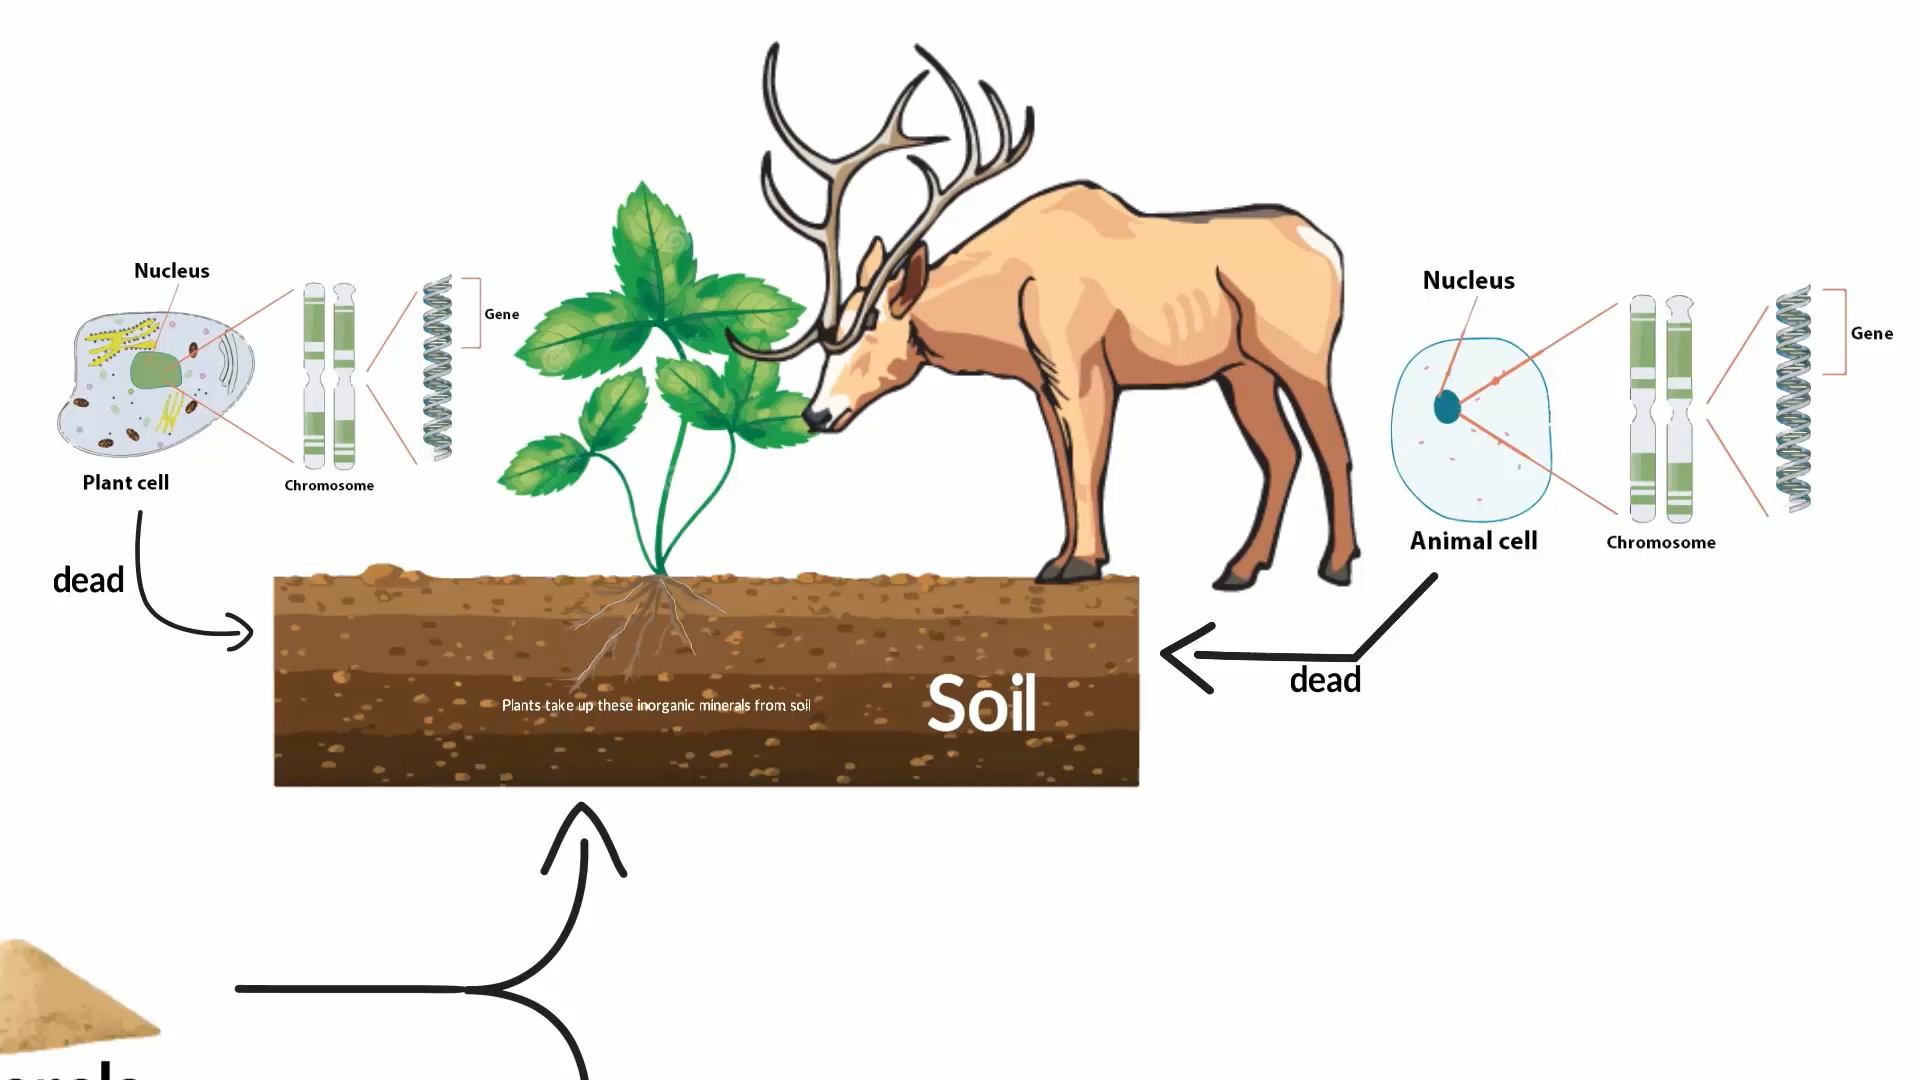 Nucleus
Gene
Plant cell
Chromosome
dead
Nucleus
Gene
Animal cell
Chromosome
dead
Plants take up these inorganic minerals from soil
Soil